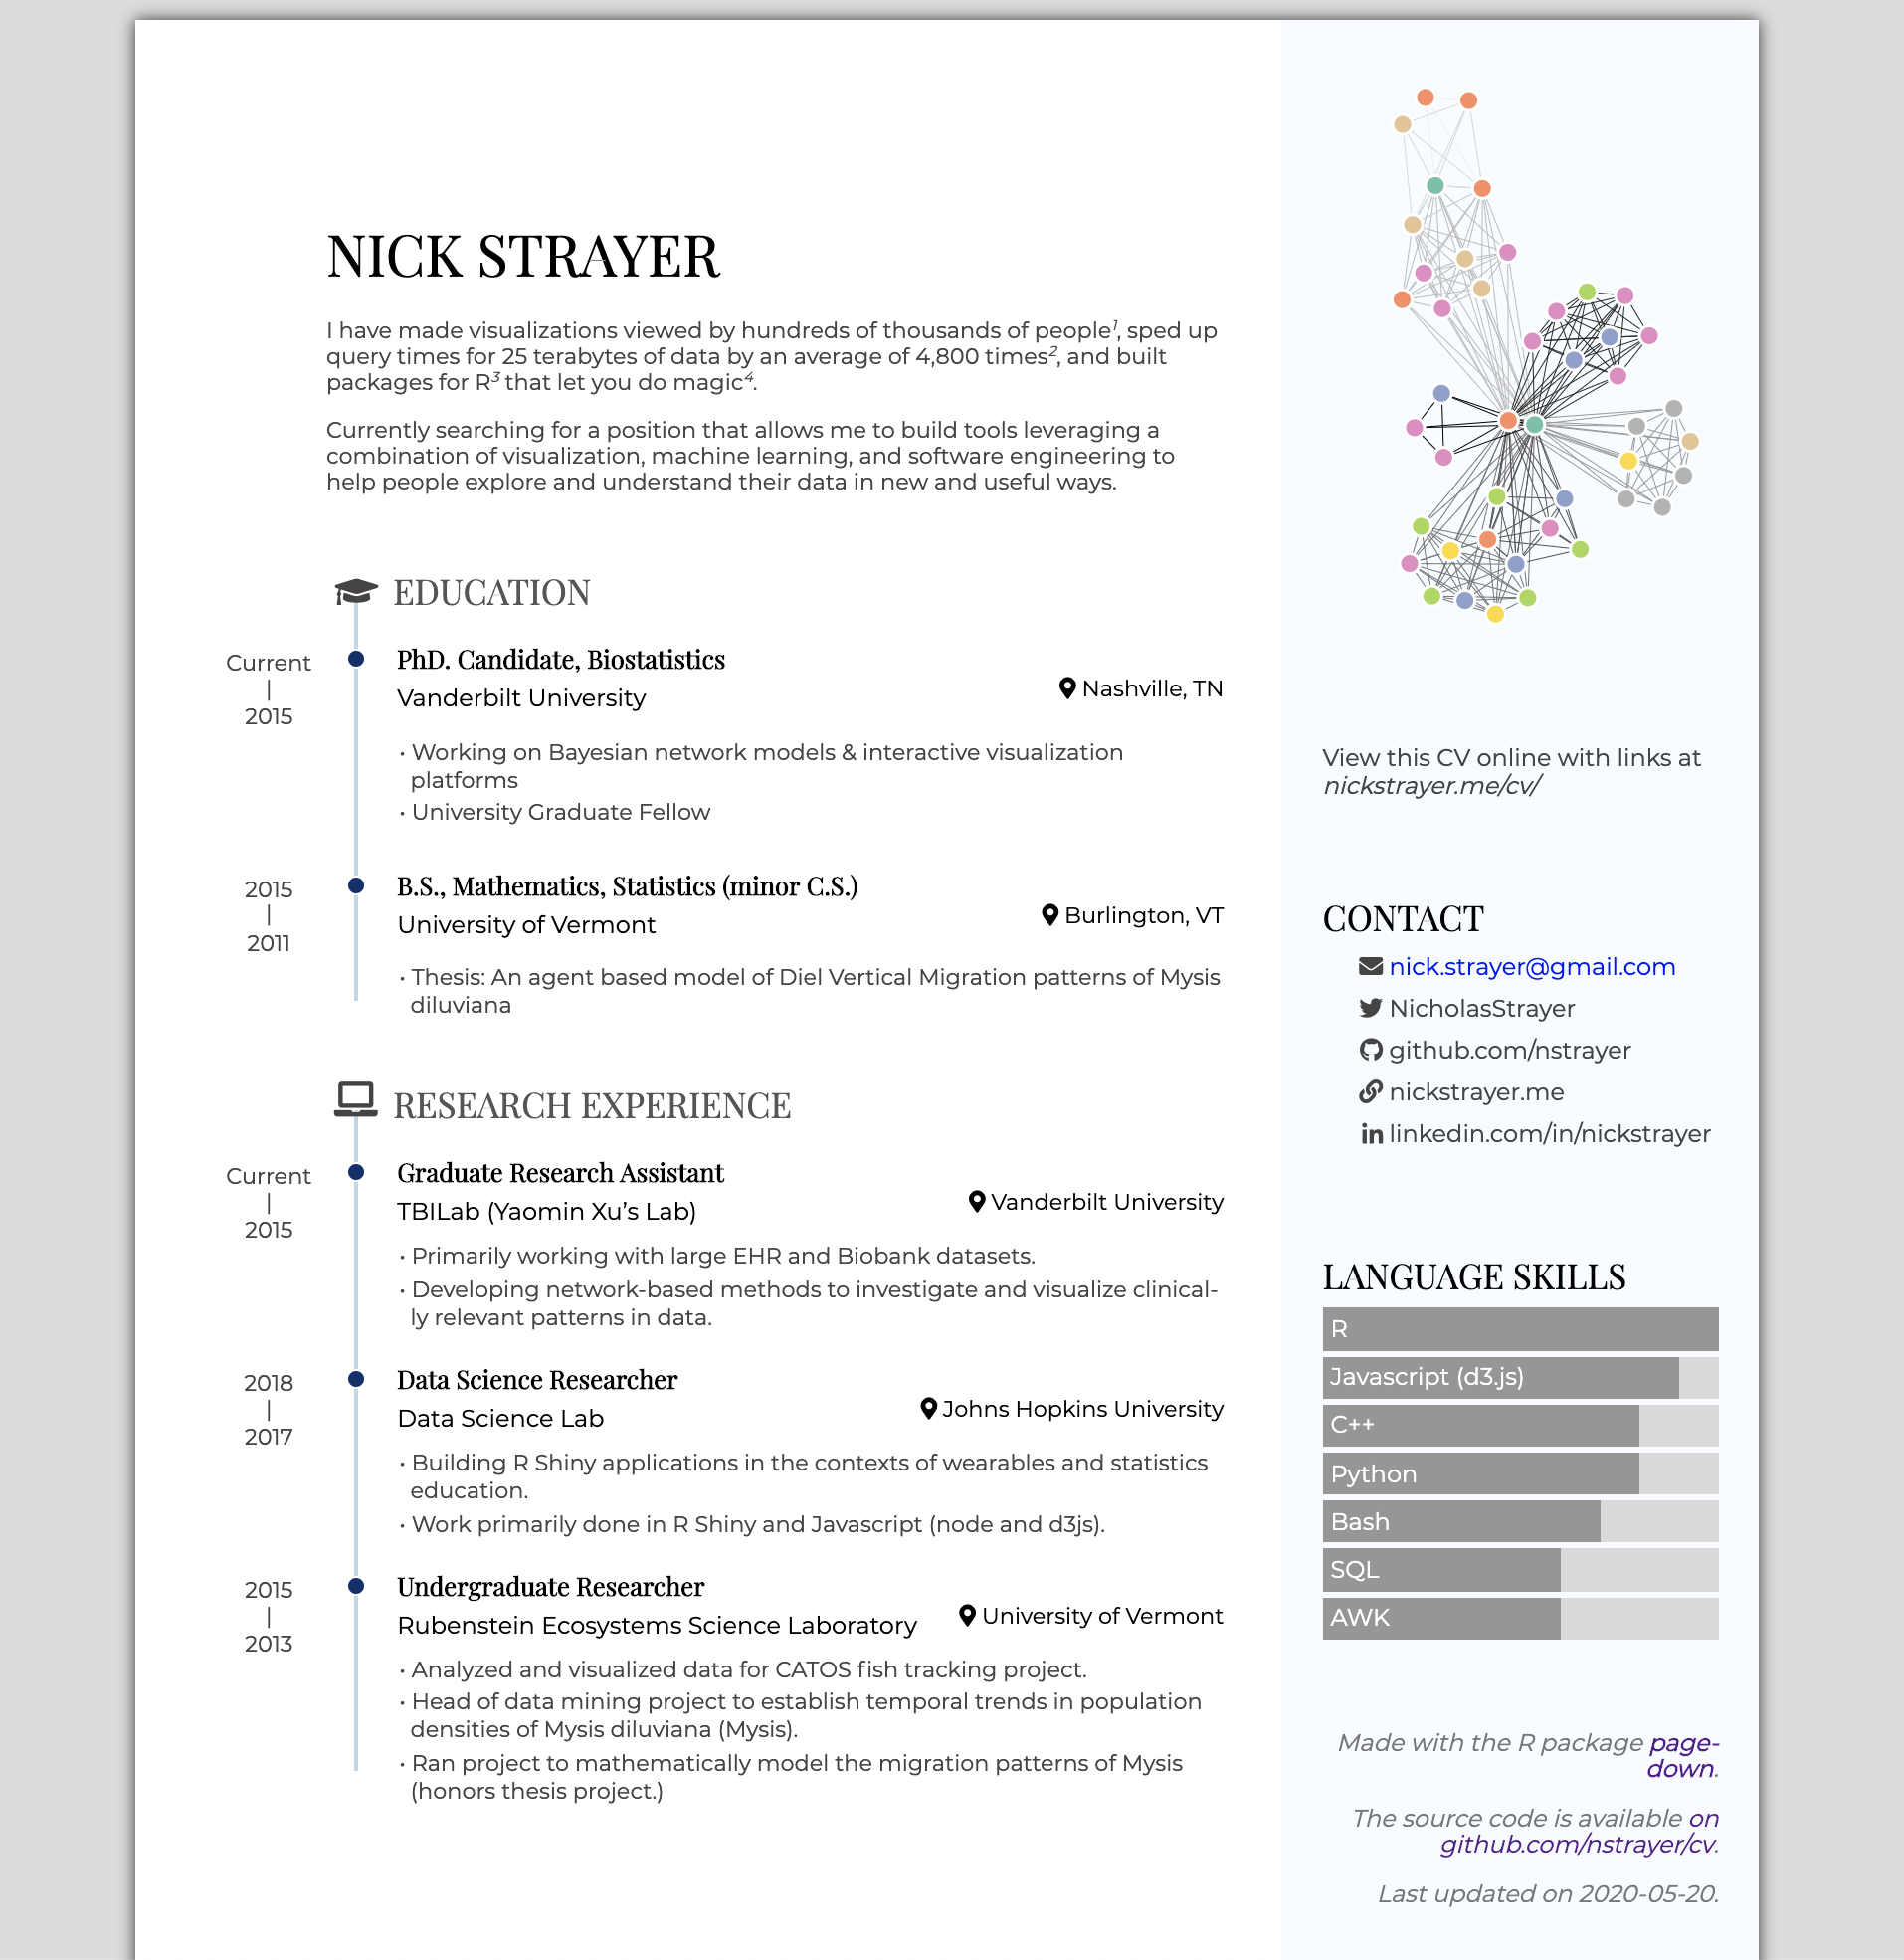 NICK STRAYER
I have made visualizations viewed by hundreds of thousands of people¹, sped up
query times for 25 terabytes of data by an average of 4,800 times², and built
packages for R³ that let you do magic⁴.
Currently searching for a position that allows me to build tools leveraging a
combination of visualization, machine learning, and software engineering to
help people explore and understand their data in new and useful ways.
EDUCATION
Current
|
2015
PhD. Candidate, Biostatistics
Vanderbilt University
Nashville, TN
• Working on Bayesian network models & interactive visualization
platforms
• University Graduate Fellow
2015
|
2011
B.S., Mathematics, Statistics (minor C.S.)
University of Vermont
Burlington, VT
• Thesis: An agent based model of Diel Vertical Migration patterns of Mysis
diluviana
RESEARCH EXPERIENCE
Current
|
2015
Graduate Research Assistant
TBILab (Yaomin Xu’s Lab)
Vanderbilt University
• Primarily working with large EHR and Biobank datasets.
• Developing network-based methods to investigate and visualize clinical-
ly relevant patterns in data.
2018
|
2017
Data Science Researcher
Data Science Lab
Johns Hopkins University
• Building R Shiny applications in the contexts of wearables and statistics
education.
• Work primarily done in R Shiny and Javascript (node and d3js).
2015
|
2013
Undergraduate Researcher
Rubenstein Ecosystems Science Laboratory
University of Vermont
• Analyzed and visualized data for CATOS fish tracking project.
• Head of data mining project to establish temporal trends in population
densities of Mysis diluviana (Mysis).
• Ran project to mathematically model the migration patterns of Mysis
(honors thesis project.)
View this CV online with links at
nickstrayer.me/cv/
CONTACT
nick.strayer@gmail.com
NicholasStrayer
github.com/nstrayer
nickstrayer.me
linkedin.com/in/nickstrayer
LANGUAGE SKILLS
R
Javascript (d3.js)
C++
Python
Bash
SQL
AWK
Made with the R package page-
down.
The source code is available on
github.com/nstrayer/cv.
Last updated on 2020-05-20.